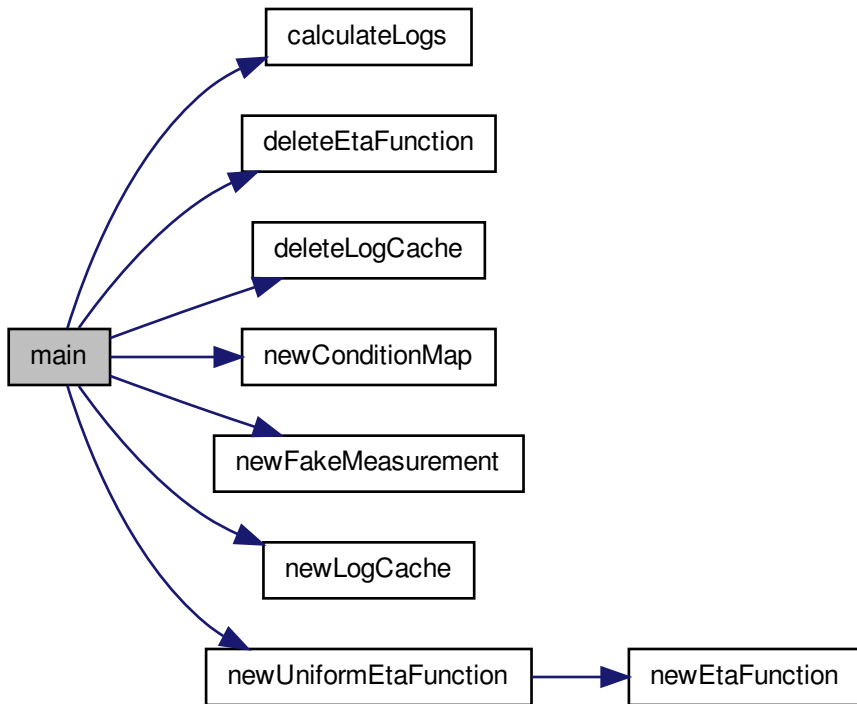 calculateLogs
deleteEtaFunction
deleteLogCache
main
newConditionMap
newFakeMeasurement
newLogCache
newUniformEtaFunction
newEtaFunction